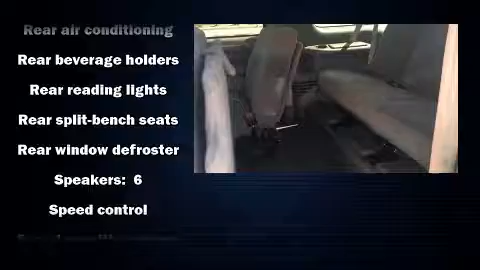 Rear air conditioning
Rear beverage holders
Rear reading lights
Rear split-bench seats
Rear window defroster
Speakers: 6
Speed control